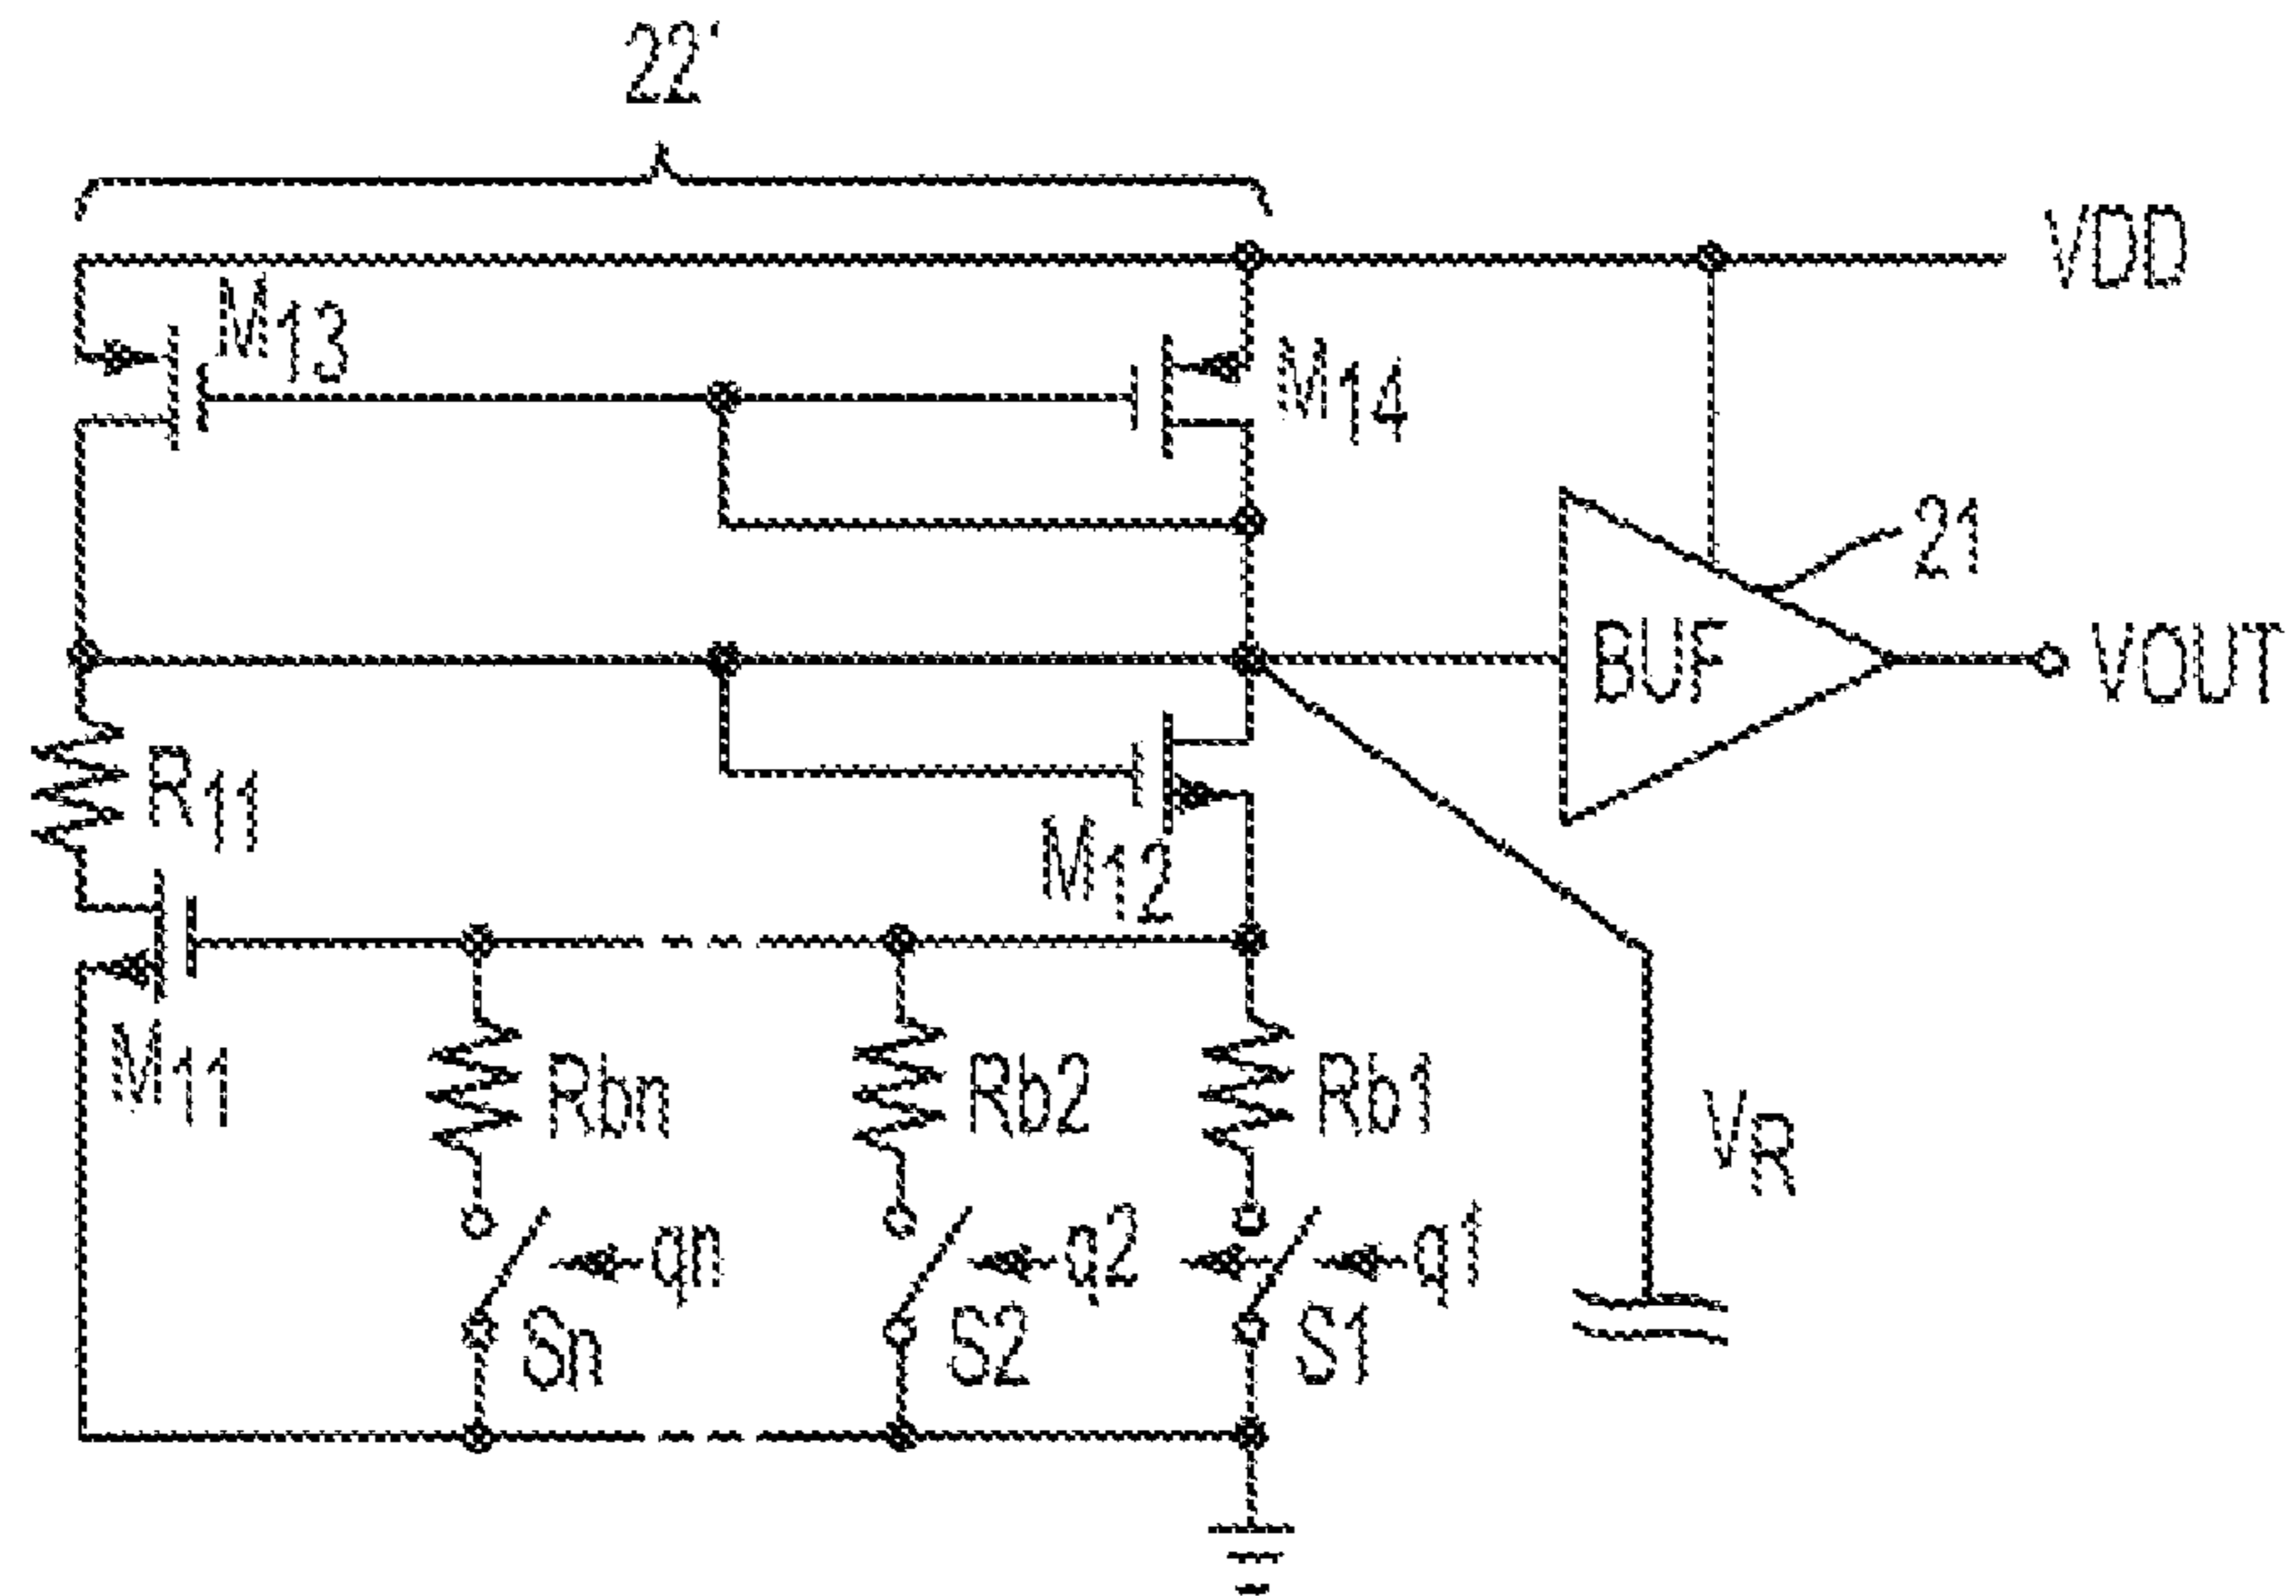 22'
VDD
M13
M14
21
BUF
VOUT
R11
M12
M11
Rbn
Rb2
Rb1
VR
qn
q2
q1
Sn
S2
S1